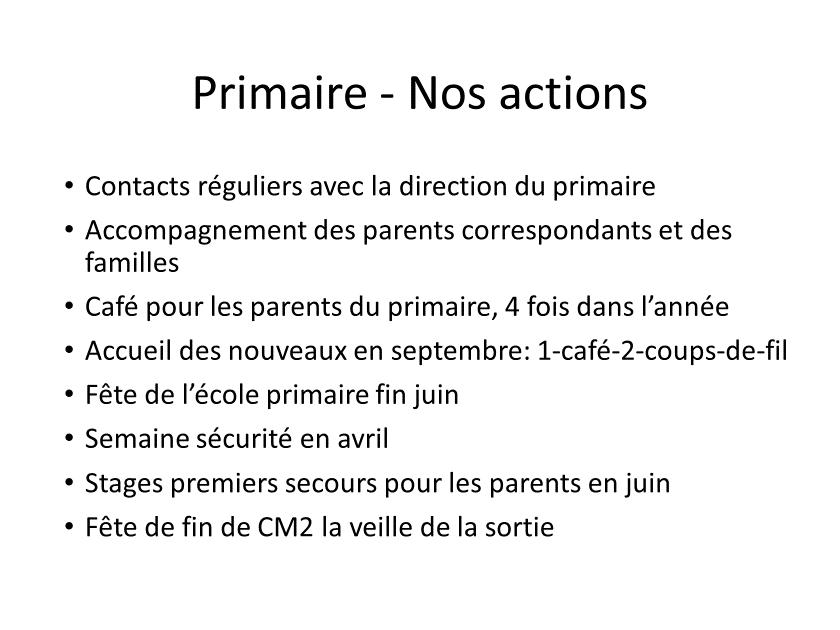 Primaire - Nos actions
• Contacts réguliers avec la direction du primaire
• Accompagnement des parents correspondants et des
familles
• Café pour les parents du primaire, 4 fois dans l’année
• Accueil des nouveaux en septembre: 1-café-2-coups-de-fil
• Fête de l’école primaire fin juin
• Semaine sécurité en avril
• Stages premiers secours pour les parents en juin
• Fête de fin de CM2 la veille de la sortie